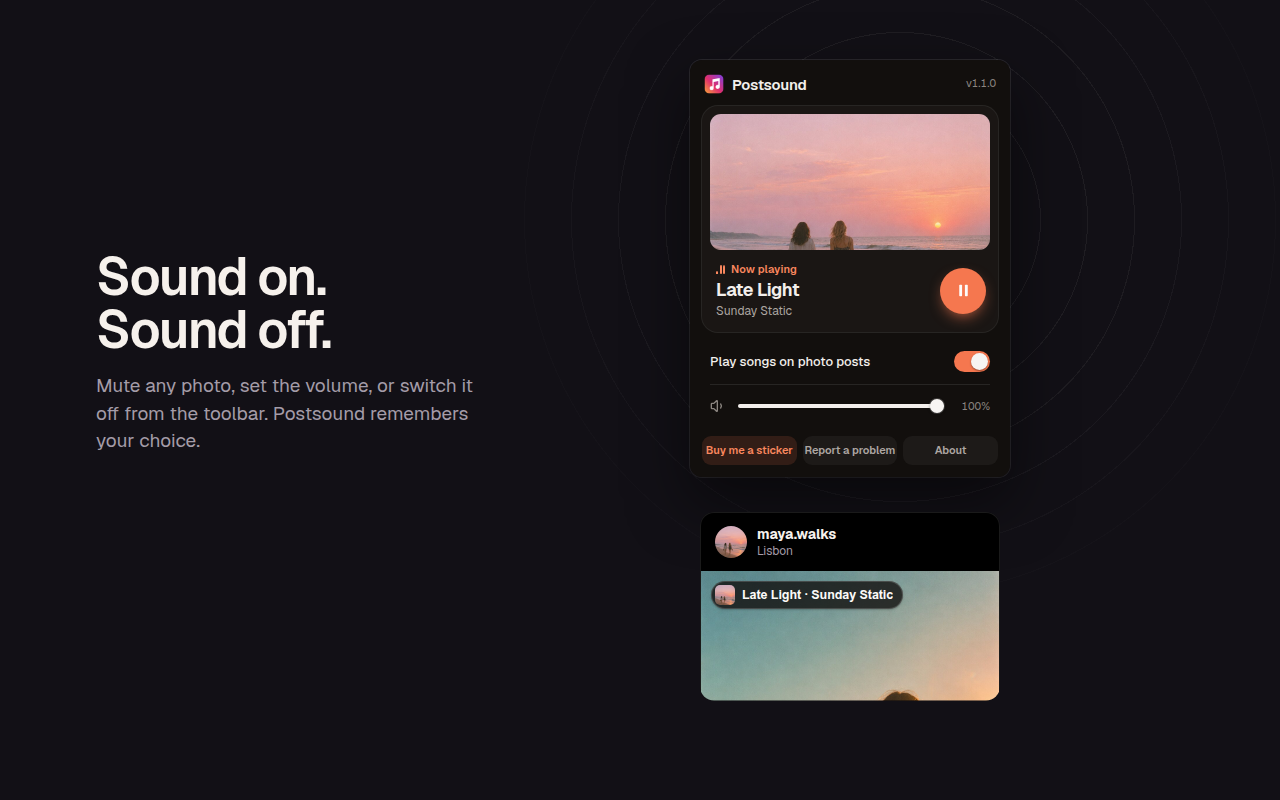 Sound on.
Sound off.
Mute any photo, set the volume, or switch it
off from the toolbar. Postsound remembers
your choice.
Postsound
v1.1.0
Now playing
Late Light
Sunday Static
Play songs on photo posts
100%
Buy me a sticker
Report a problem
About
maya.walks
Lisbon
Late Light · Sunday Static